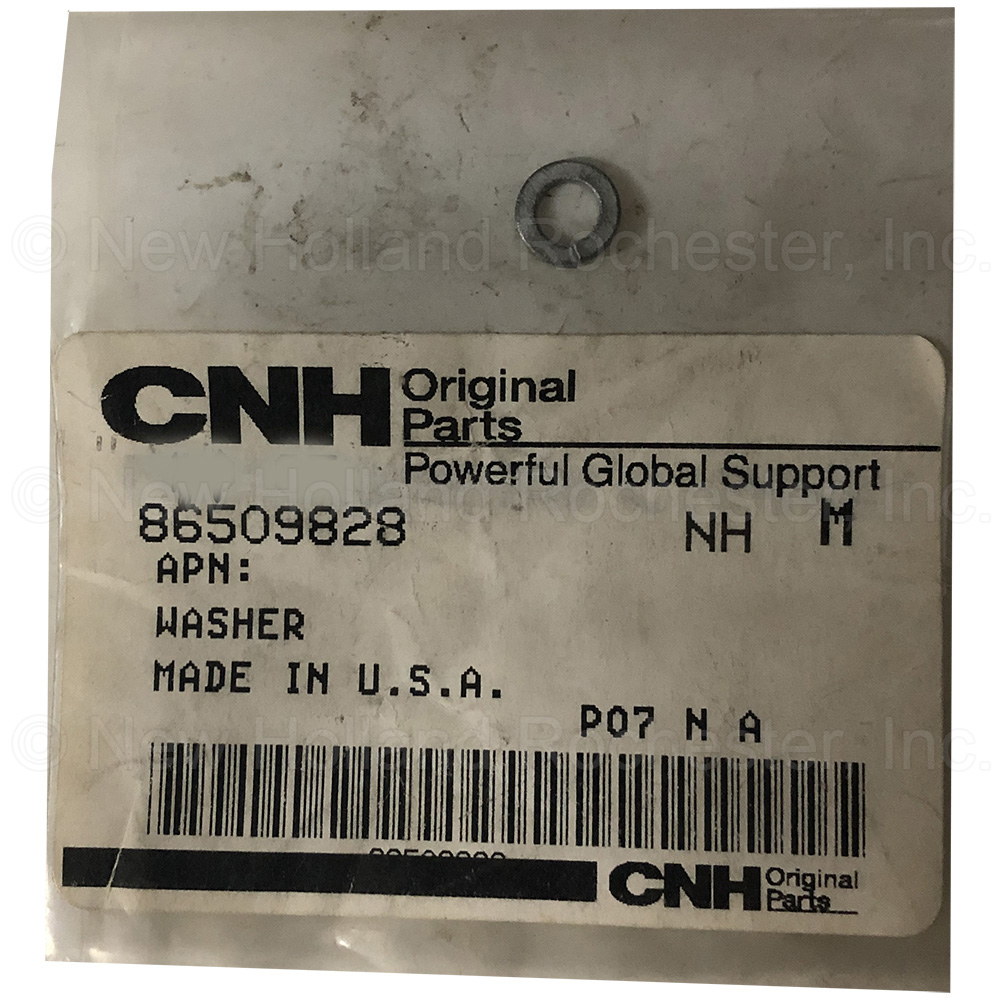 © New Holland Rochester, Inc.
CNH Original
Parts
Powerful Global Support
© New Holland Rochester, Inc.
86509828 NH M
APN:
WASHER
MADE IN U.S.A.
P07 N A
© New Holland Rochester, Inc.
CNH Original
Parts